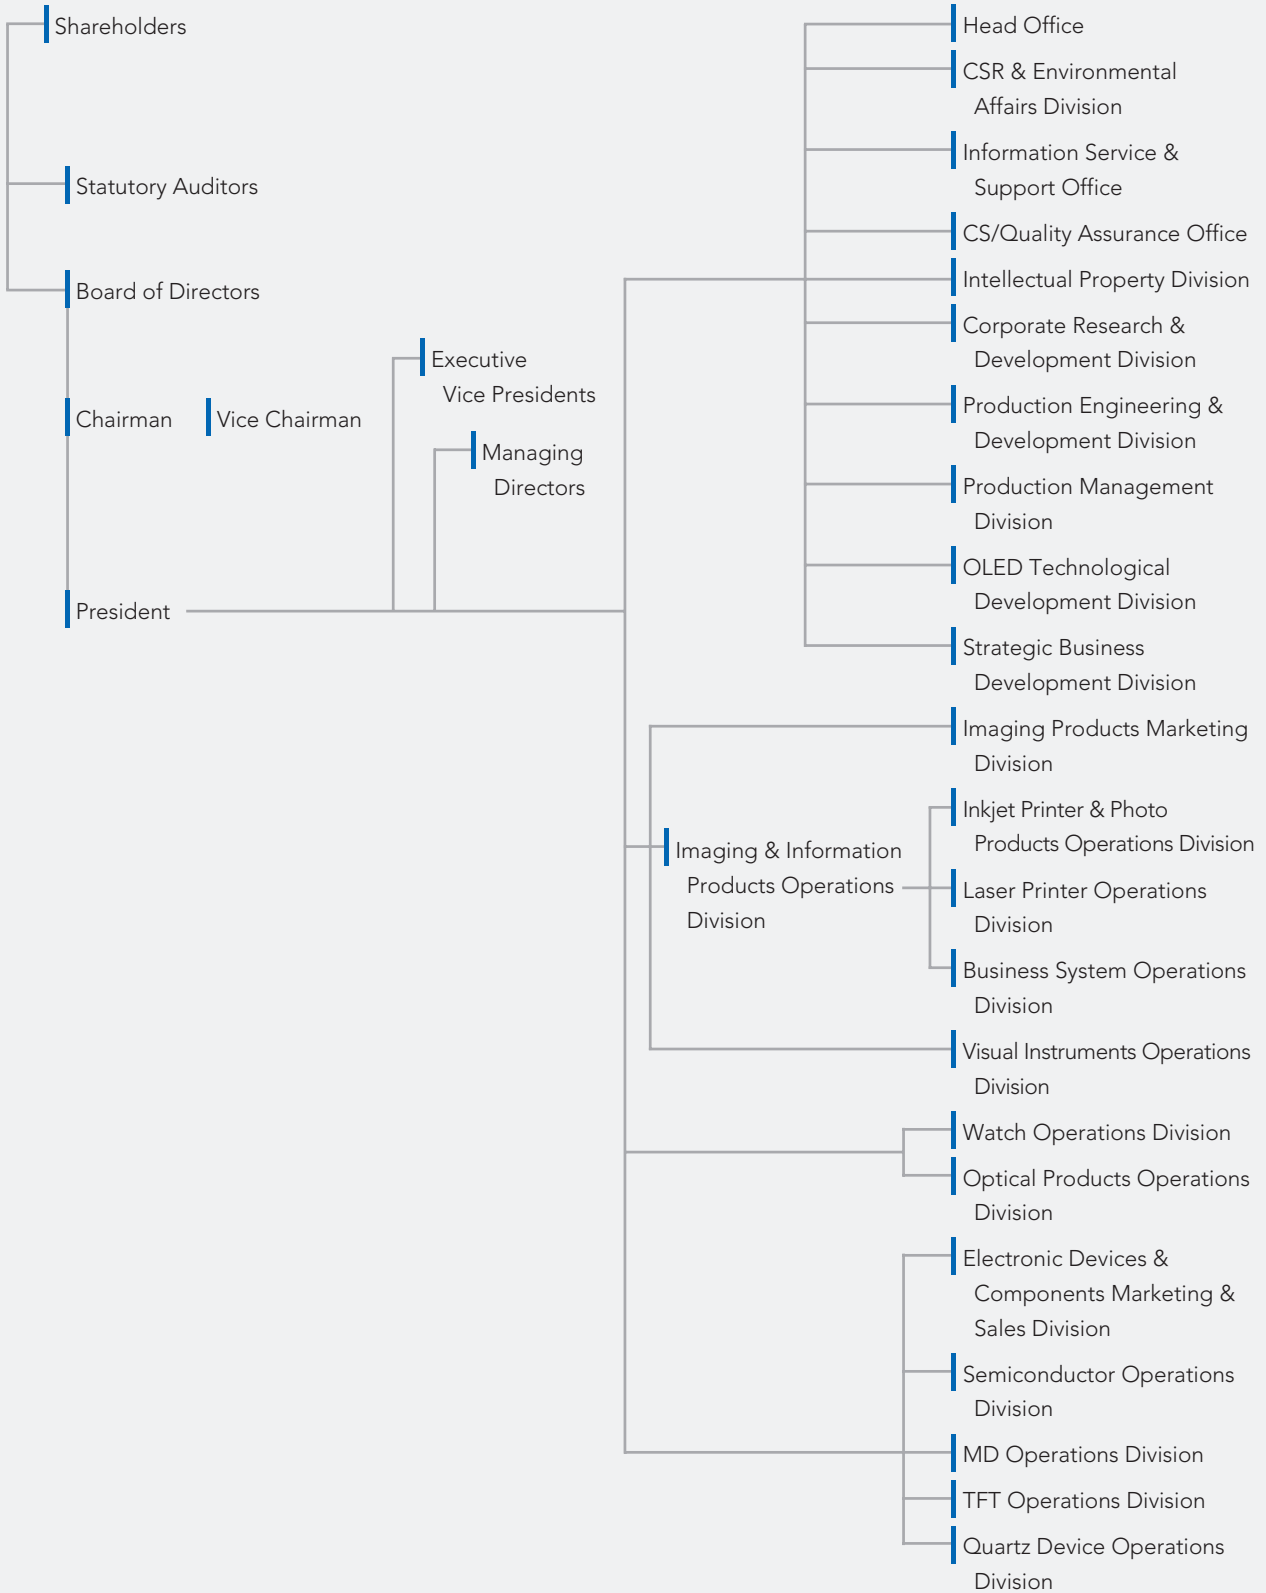 Shareholders
Statutory Auditors
Board of Directors
Chairman
Vice Chairman
President
Executive
Vice Presidents
Managing
Directors
Head Office
CSR & Environmental
Affairs Division
Information Service &
Support Office
CS/Quality Assurance Office
Intellectual Property Division
Corporate Research &
Development Division
Production Engineering &
Development Division
Production Management
Division
OLED Technological
Development Division
Strategic Business
Development Division
Imaging & Information
Products Operations
Division
Imaging Products Marketing
Division
Inkjet Printer & Photo
Products Operations Division
Laser Printer Operations
Division
Business System Operations
Division
Visual Instruments Operations
Division
Watch Operations Division
Optical Products Operations
Division
Electronic Devices &
Components Marketing &
Sales Division
Semiconductor Operations
Division
MD Operations Division
TFT Operations Division
Quartz Device Operations
Division